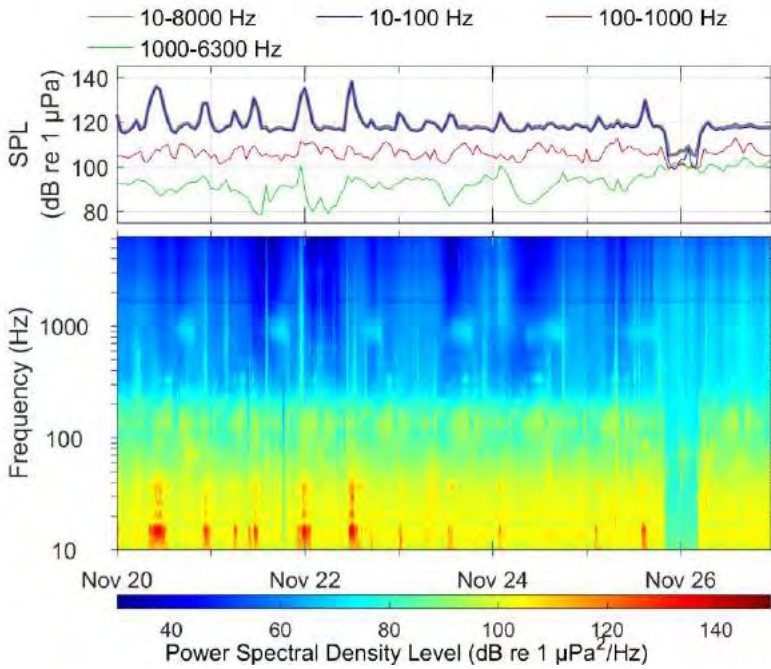 10-8000 Hz 10-100 Hz 100-1000 Hz
1000-6300 Hz
140
120
100
80
SPL
(dB re 1 µPa)
1000
100
10
Frequency (Hz)
Nov 20 Nov 22 Nov 24 Nov 26
40 60 80 100 120 140
Power Spectral Density Level (dB re 1 µPa²/Hz)